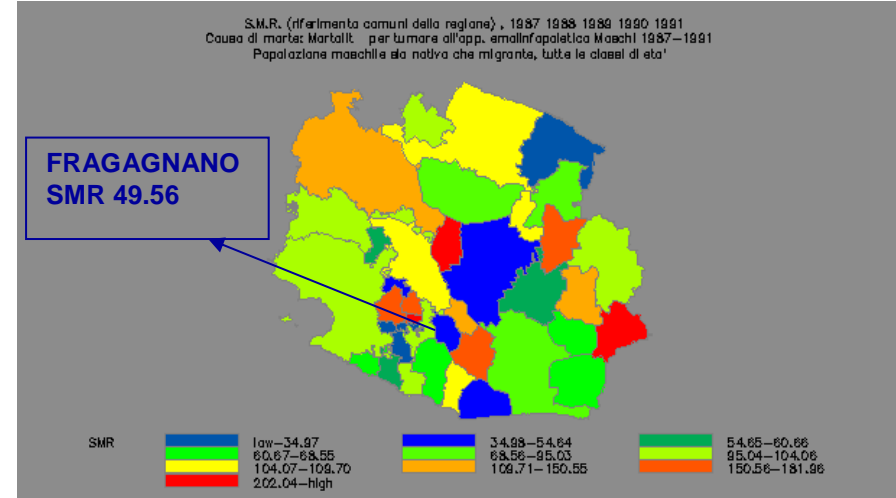 S.M.R. (riferimento comuni della regione) , 1987 1988 1989 1990 1991
Causa di morte: Mortalit per tumore all'app. emolinfopoietico Maschi 1987-1991
Popolazione maschile sia nativa che migrante, tutte le classi di eta'
FRAGAGNANO
SMR 49.56
SMR
low-34.97
34.98-54.64
54.65-60.66
60.67-68.55
68.56-95.03
95.04-104.06
104.07-109.70
109.71-150.55
150.56-181.96
202.04-high